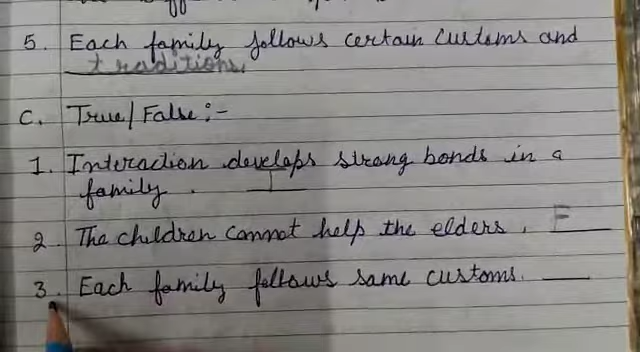 5. Each family follows certain customs and
traditions.
C. True/False :-
1. Interaction develops strong bonds in a
family. T
2. The children cannot help the elders. F
3. Each family follows same customs.